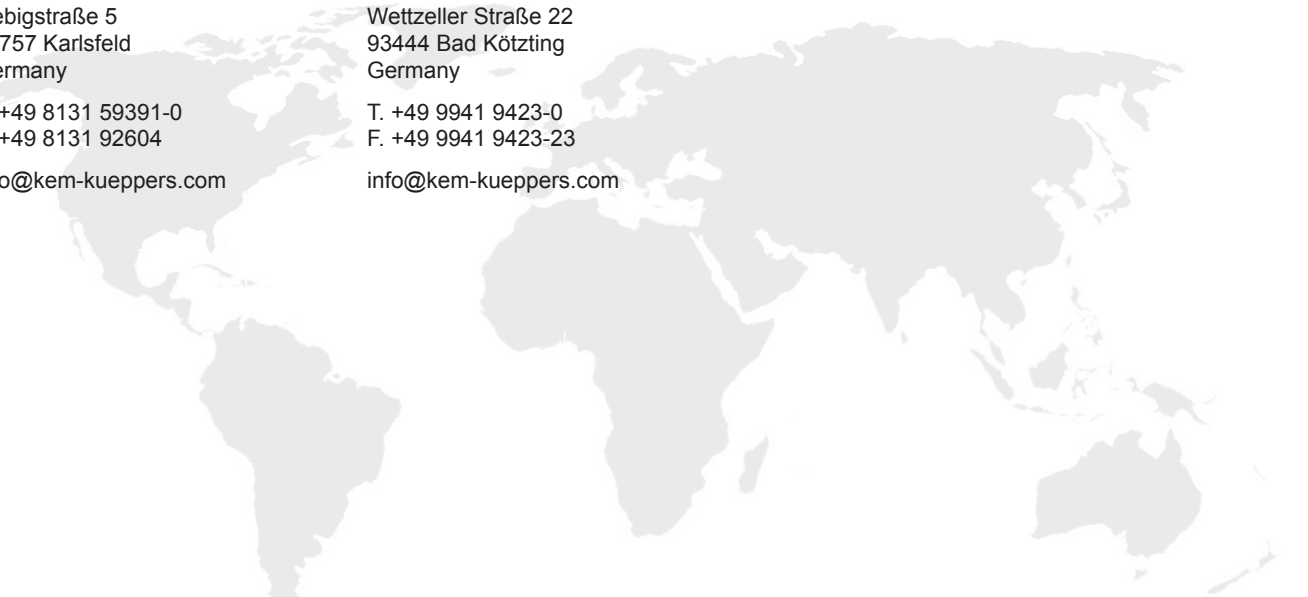 ebigstraße 5
757 Karlsfeld
ermany
+49 8131 59391-0
+49 8131 92604
o@kem-kueppers.com
Wettzeller Straße 22
93444 Bad Kötzting
Germany
T. +49 9941 9423-0
F. +49 9941 9423-23
info@kem-kueppers.com